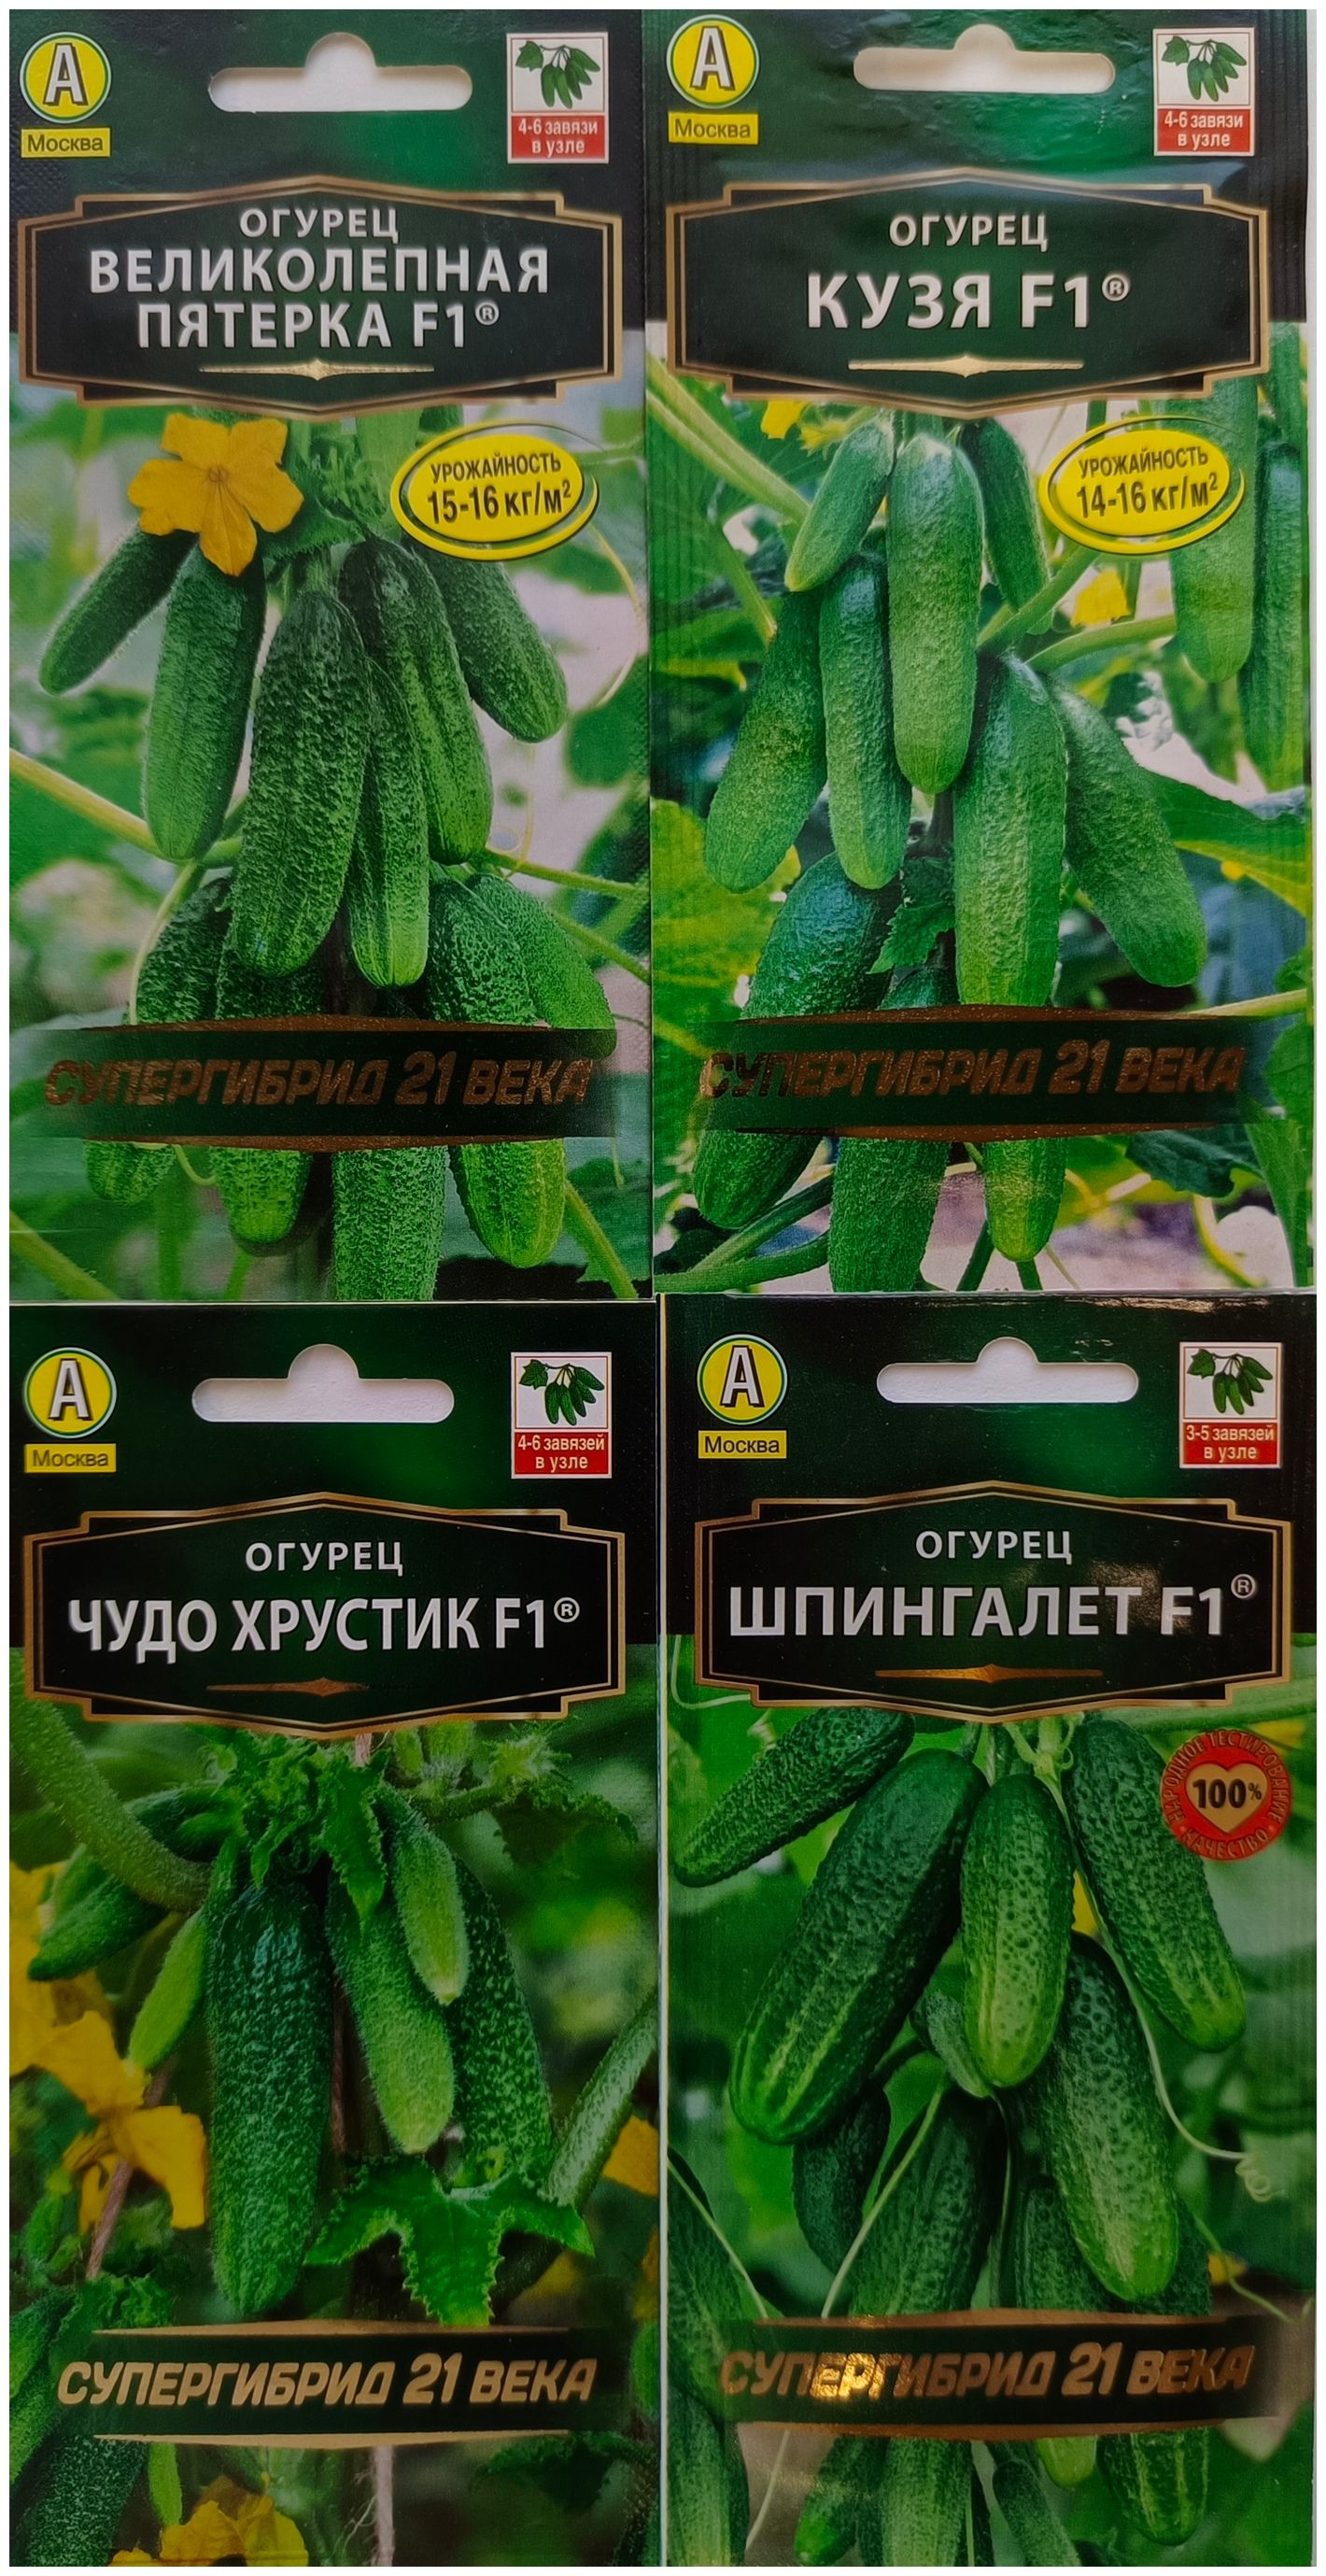 А
Москва
4-6 завязи
в узле
ОГУРЕЦ
ВЕЛИКОЛЕПНАЯ
ПЯТЕРКА F1®
УРОЖАЙНОСТЬ
15-16 кг/м²
СУПЕРГИБРИД 21 ВЕКА
А
Москва
4-6 завязи
в узле
ОГУРЕЦ
КУЗЯ F1®
УРОЖАЙНОСТЬ
14-16 кг/м²
СУПЕРГИБРИД 21 ВЕКА
А
Москва
4-6 завязей
в узле
ОГУРЕЦ
ЧУДО ХРУСТИК F1®
СУПЕРГИБРИД 21 ВЕКА
А
Москва
3-5 завязей
в узле
ОГУРЕЦ
ШПИНГАЛЕТ F1®
НАРОДНОЕ ТЕСТИРОВАНИЕ
100%
КАЧЕСТВО
СУПЕРГИБРИД 21 ВЕКА